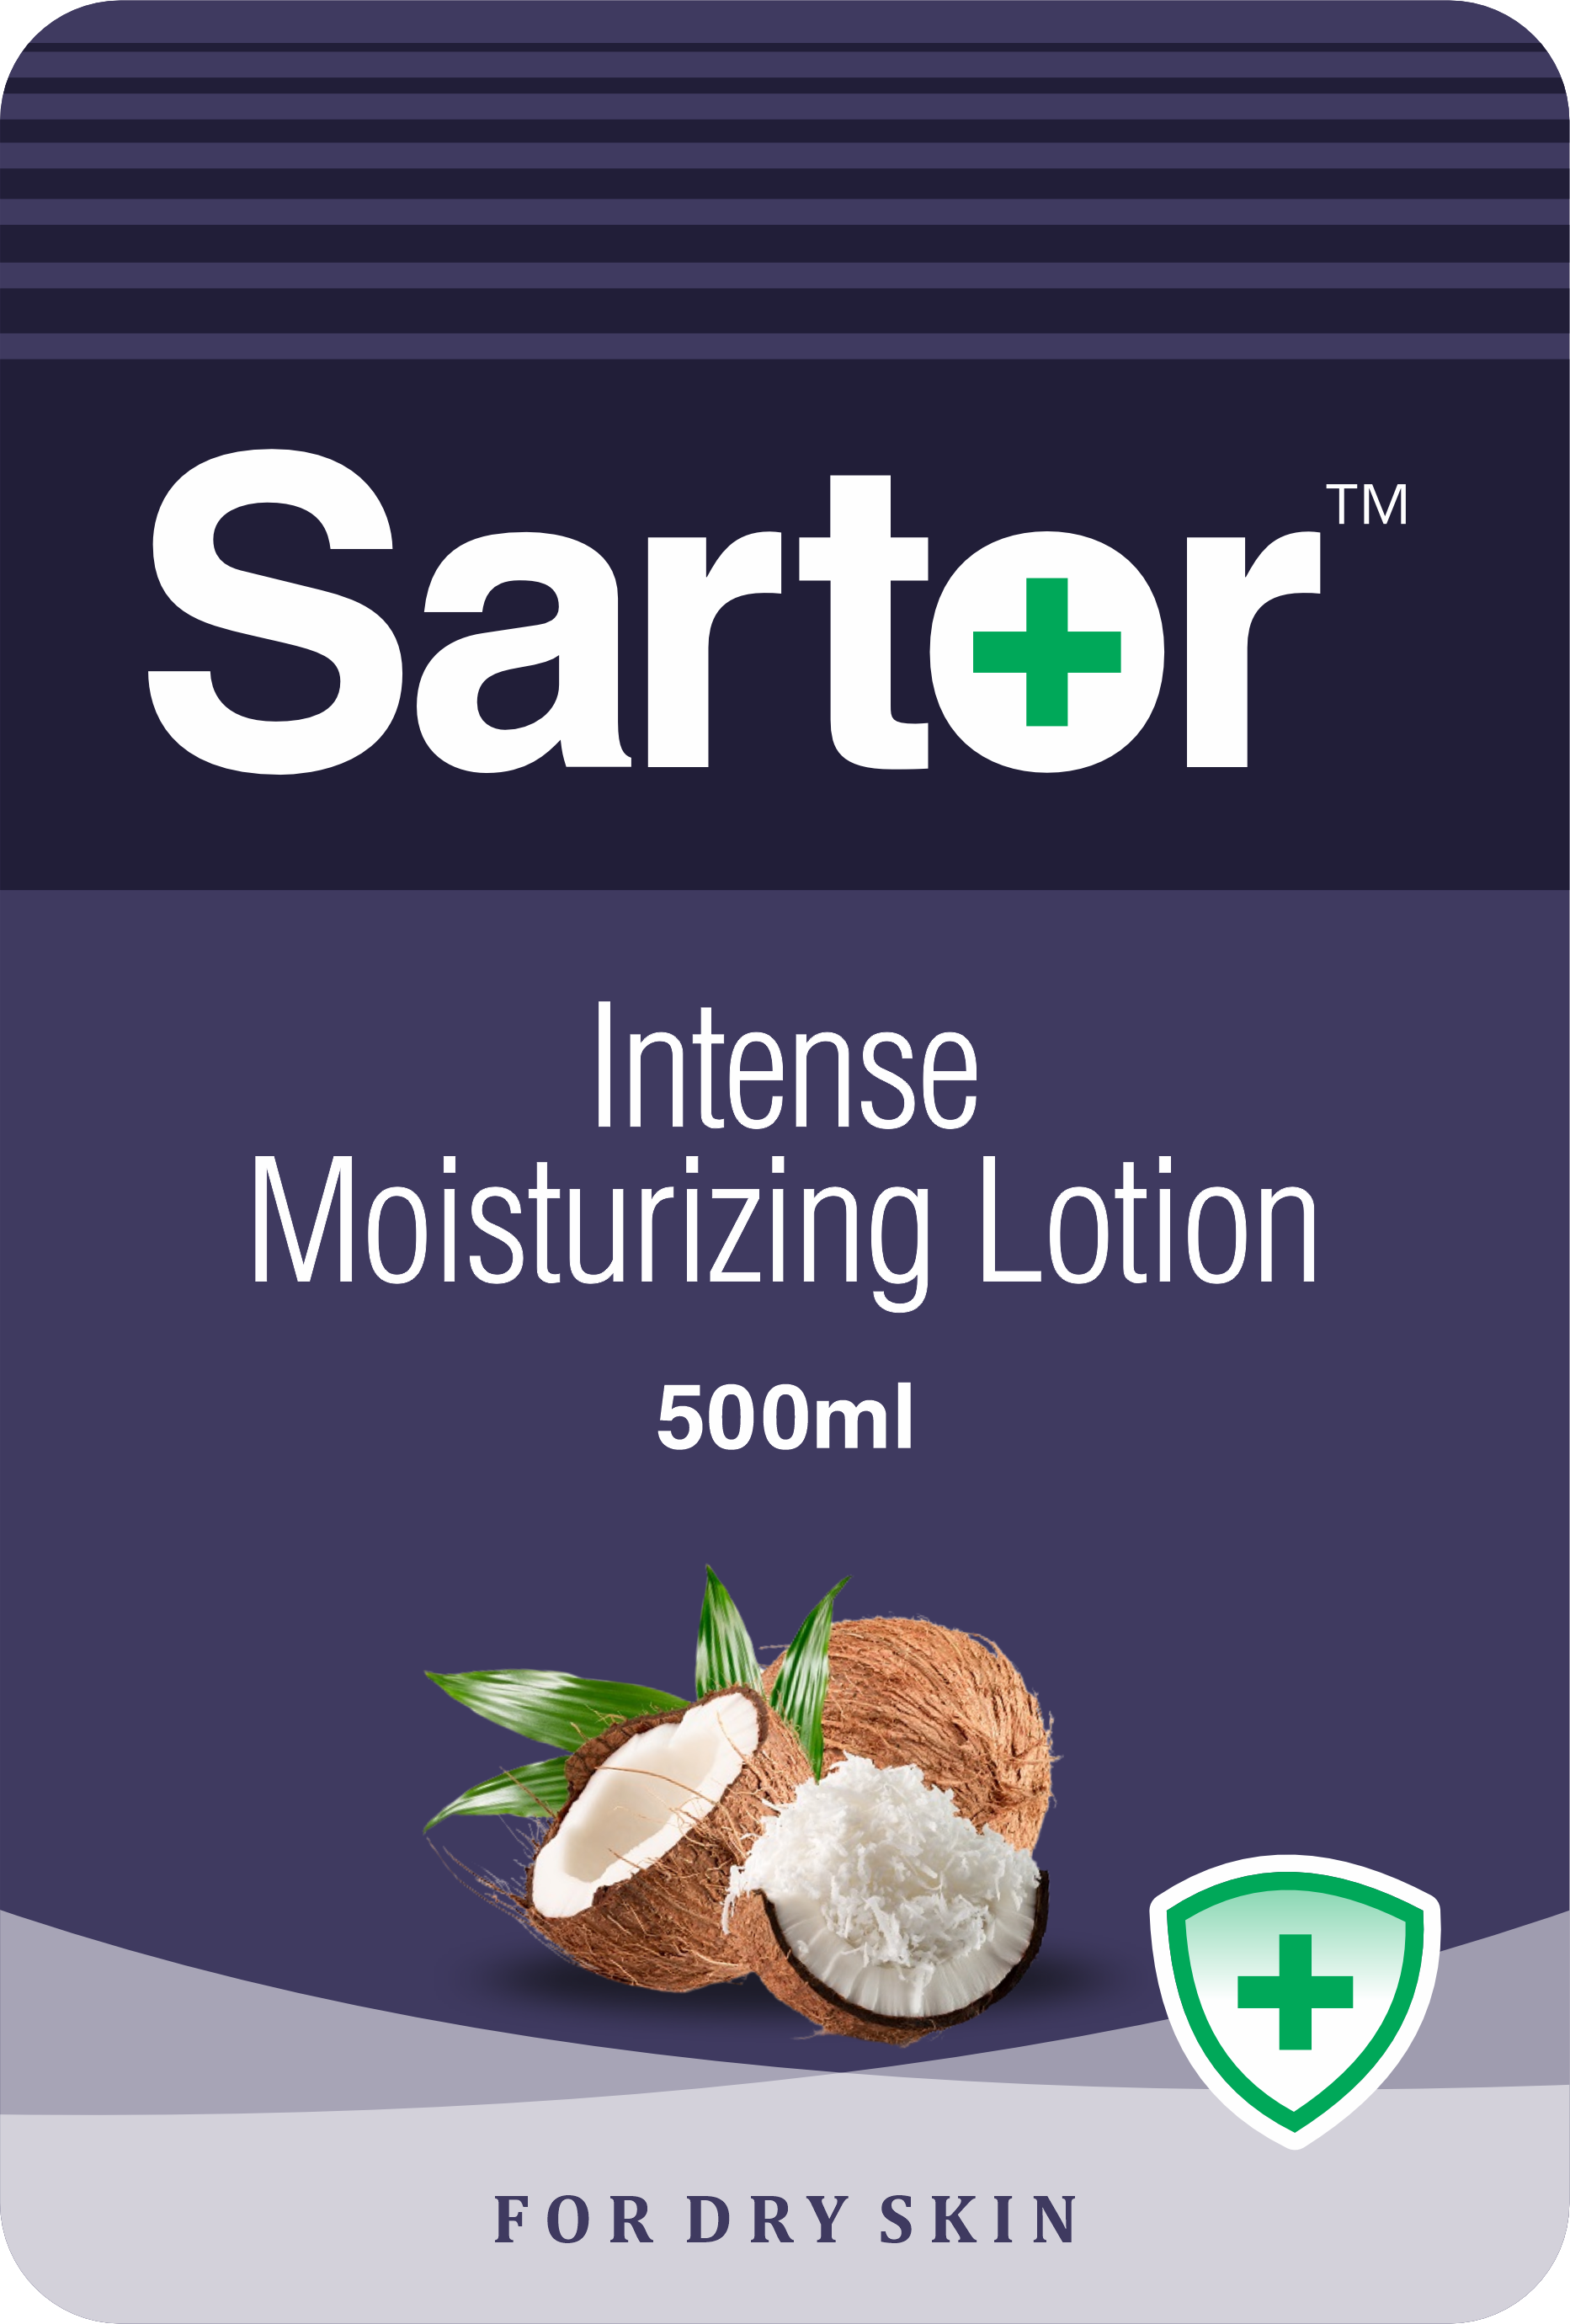 Sartor™
Intense
Moisturizing Lotion
500ml
FOR DRY SKIN